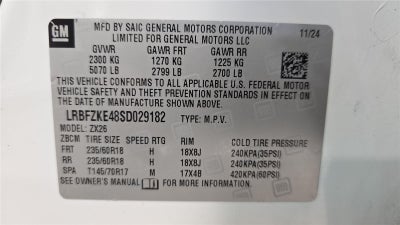 GM
MFD BY SAIC GENERAL MOTORS CORPORATION
LIMITED FOR GENERAL MOTORS LLC
11/24
GVWR GAWR FRT GAWR RR
2300 KG 1270 KG 1225 KG
5070 LB 2799 LB 2700 LB
THIS VEHICLE CONFORMS TO ALL APPLICABLE U.S. FEDERAL MOTOR
VEHICLE SAFETY AND THEFT PREVENTION STANDARDS IN EFFECT
ON THE DATE OF MANUFACTURE SHOWN ABOVE.
LRBFZKE48SD029182 TYPE: M.P.V.
MODEL: ZX26
ZBCM TIRE SIZE SPEED RTG RIM COLD TIRE PRESSURE
FRT 235/60R18 H 18X8J 240KPA(35PSI)
RR 235/60R18 H 18X8J 240KPA(35PSI)
SPA T145/70R17 M 17X4B 420KPA(60PSI)
SEE OWNER'S MANUAL FOR MORE INFORMATION.